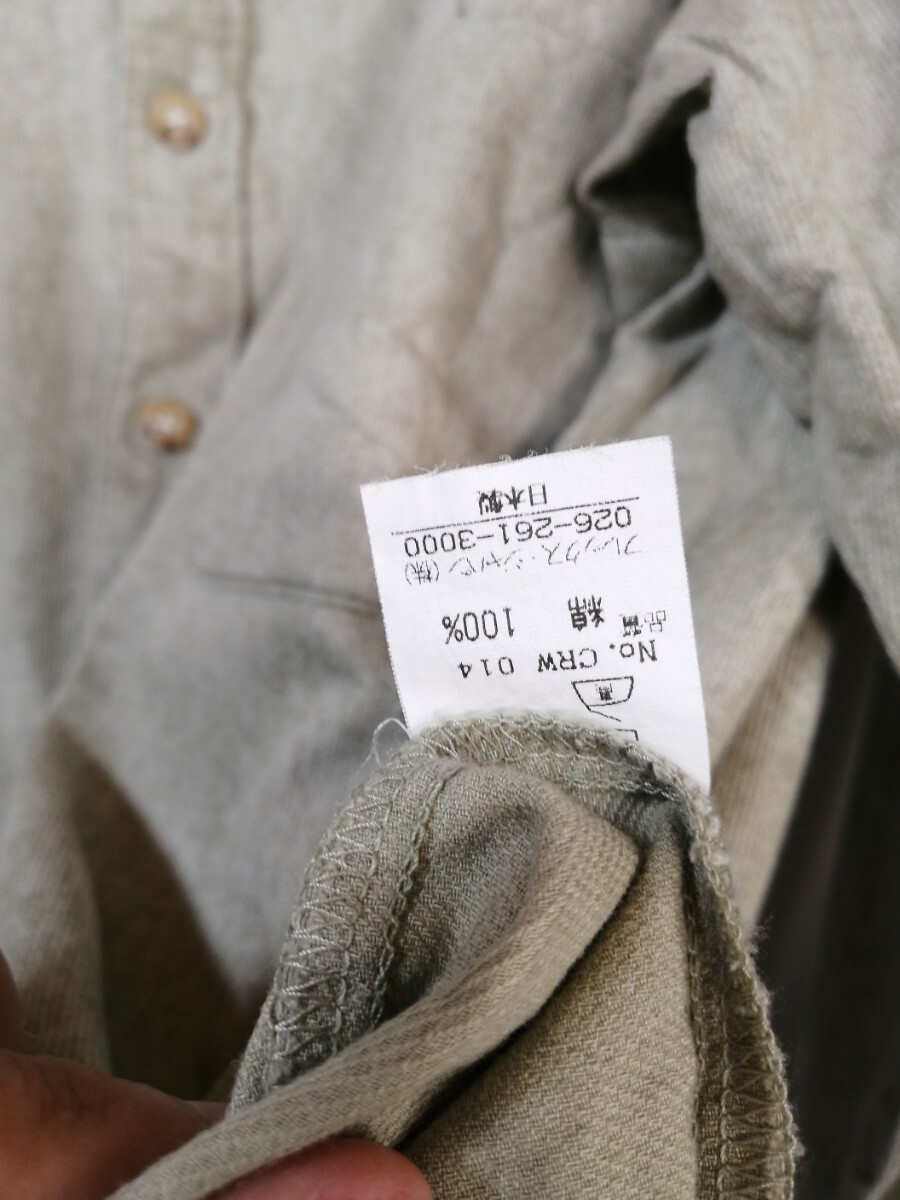 高
No. CRW 014
品質 綿 100%
フレックス・ジャパン(株)
026-261-3000
日本製